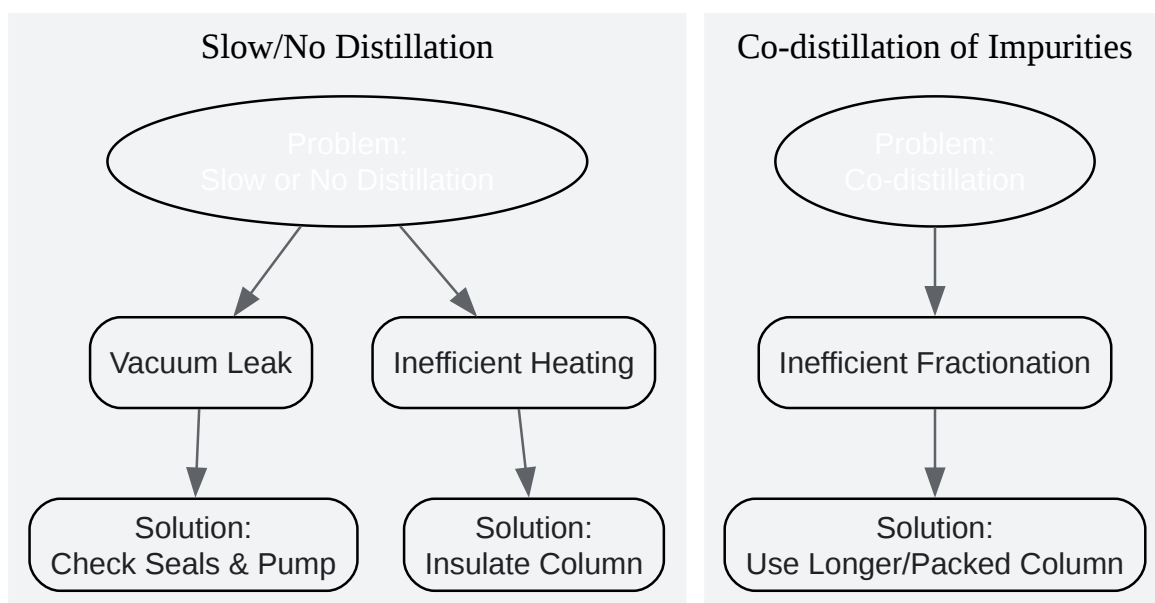 Slow/No Distillation
Problem:
Slow or No Distillation
Vacuum Leak
Inefficient Heating
Solution:
Check Seals & Pump
Solution:
Insulate Column
Co-distillation of Impurities
Problem:
Co-distillation
Inefficient Fractionation
Solution:
Use Longer/Packed Column